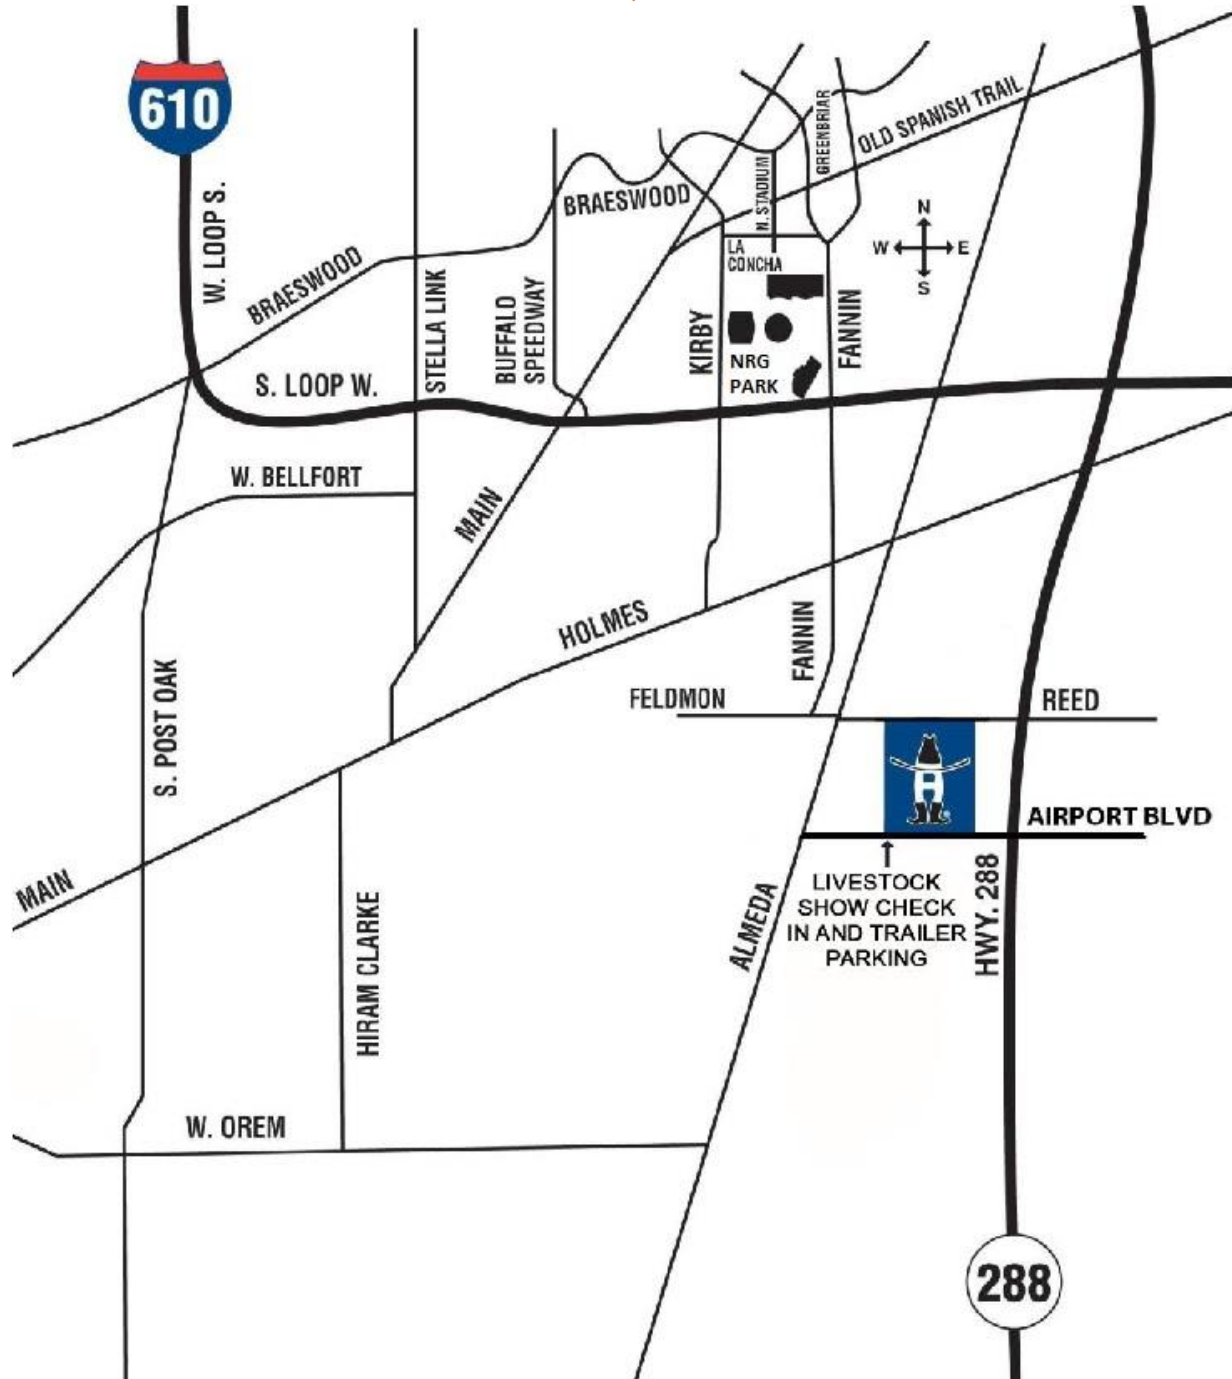 610
W. LOOP S.
BRAESWOOD
S. LOOP W.
STELLA LINK
BUFFALO
SPEEDWAY
BRAESWOOD
N. STADIUM
GREENBRIAR
OLD SPANISH TRAIL
LA
CONCHA
N
W E
S
KIRBY
NRG
PARK
FANNIN
W. BELLFORT
MAIN
HOLMES
FANNIN
FELDMON
REED
S. POST OAK
H
AIRPORT BLVD
MAIN
HIRAM CLARKE
ALMEDA
LIVESTOCK
SHOW CHECK
IN AND TRAILER
PARKING
HWY. 288
W. OREM
288